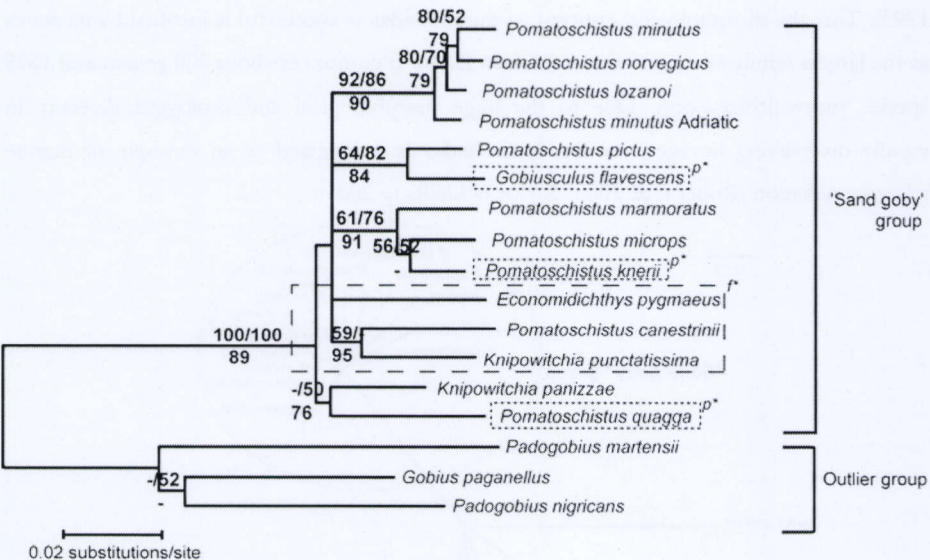 80/52
79
Pomatoschistus minutus
80/70
79
Pomatoschistus norvegicus
92/86
90
Pomatoschistus lozanoi
Pomatoschistus minutus Adriatic
64/82
84
Pomatoschistus pictus
Gobiusculus flavescens p*
'Sand goby'
group
61/76
91
Pomatoschistus marmoratus
56/52
-
Pomatoschistus microps
Pomatoschistus knerii p*
f*
Economidichthys pygmaeus
100/100
89
59/
95
Pomatoschistus canestrinii
Knipowitchia punctatissima
-/50
76
Knipowitchia panizzae
Pomatoschistus quagga p*
Padogobius martensii
-/52
-
Gobius paganellus
Outlier group
Padogobius nigricans
0.02 substitutions/site